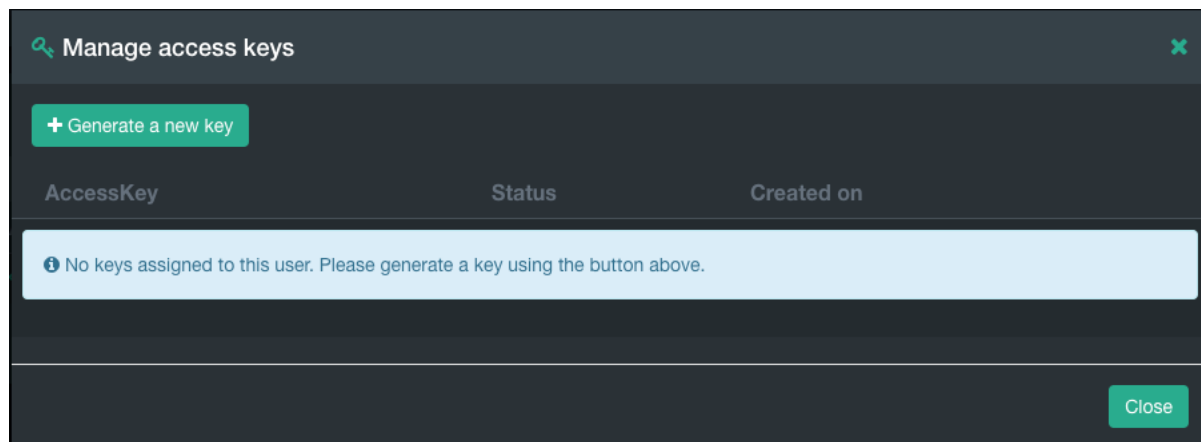 Manage access keys
Generate a new key
AccessKey Status Created on
No keys assigned to this user. Please generate a key using the button above.
Close